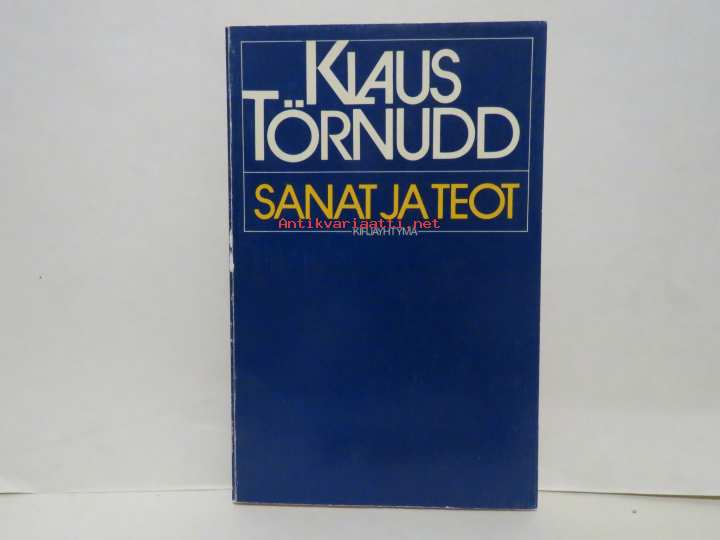 KLAUS
TÖRNUDD
SANAT JA TEOT
Antikvariaatti.net
KIRJAYHTYMÄ